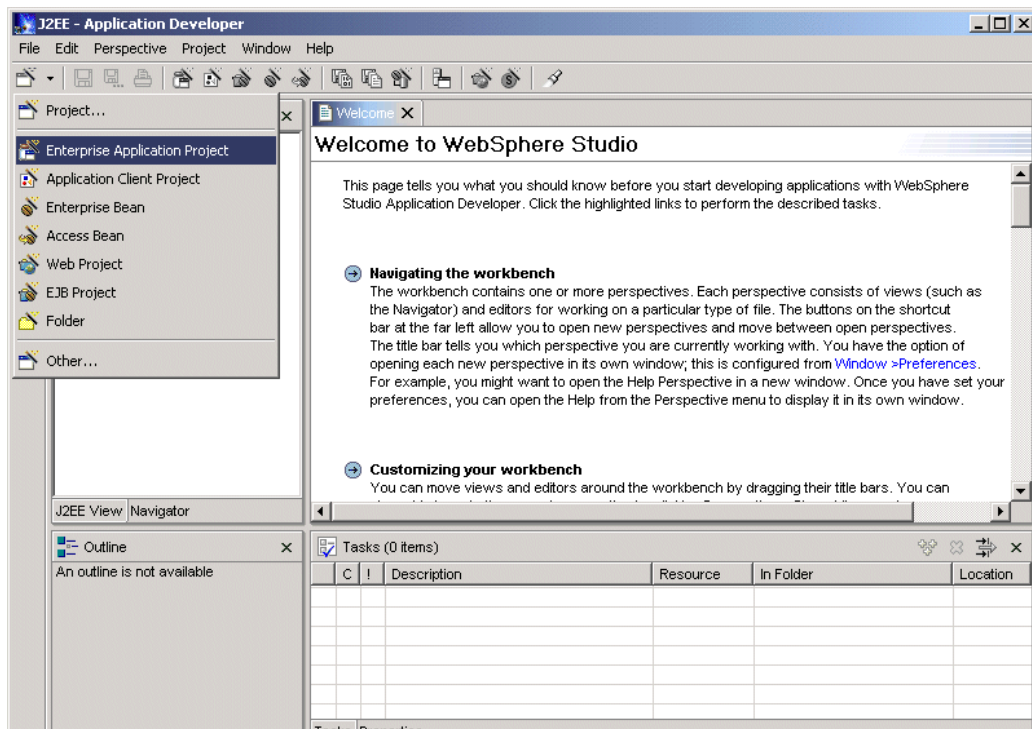 J2EE - Application Developer
File Edit Perspective Project Window Help
Project...
Enterprise Application Project
Application Client Project
Enterprise Bean
Access Bean
Web Project
EJB Project
Folder
Other...
J2EE View Navigator
Welcome
Welcome to WebSphere Studio
This page tells you what you should know before you start developing applications with WebSphere
Studio Application Developer. Click the highlighted links to perform the described tasks.
Navigating the workbench
The workbench contains one or more perspectives. Each perspective consists of views (such as
the Navigator) and editors for working on a particular type of file. The buttons on the shortcut
bar at the far left allow you to open new perspectives and move between open perspectives.
The title bar tells you which perspective you are currently working with. You have the option of
opening each new perspective in its own window; this is configured from Window >Preferences.
For example, you might want to open the Help Perspective in a new window. Once you have set your
preferences, you can open the Help from the Perspective menu to display it in its own window.
Customizing your workbench
You can move views and editors around the workbench by dragging their title bars. You can
Outline
An outline is not available
Tasks (0 items)
C ! Description Resource In Folder Location